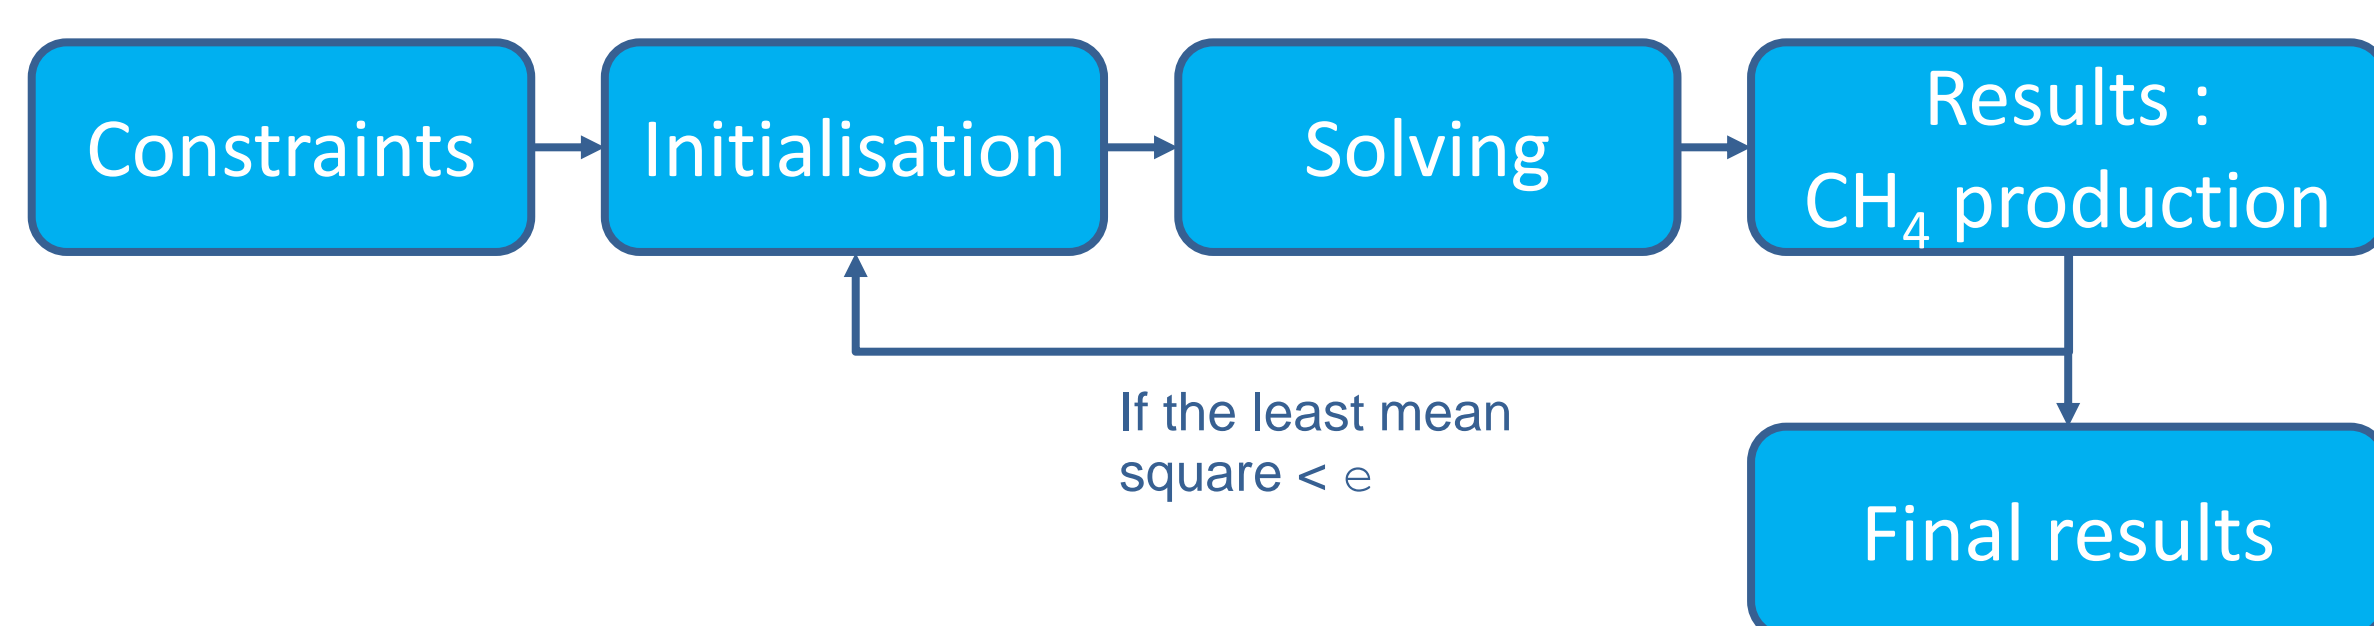 Constraints
Initialisation
Solving
Results :
CH₄ production
If the least mean
square < e
Final results